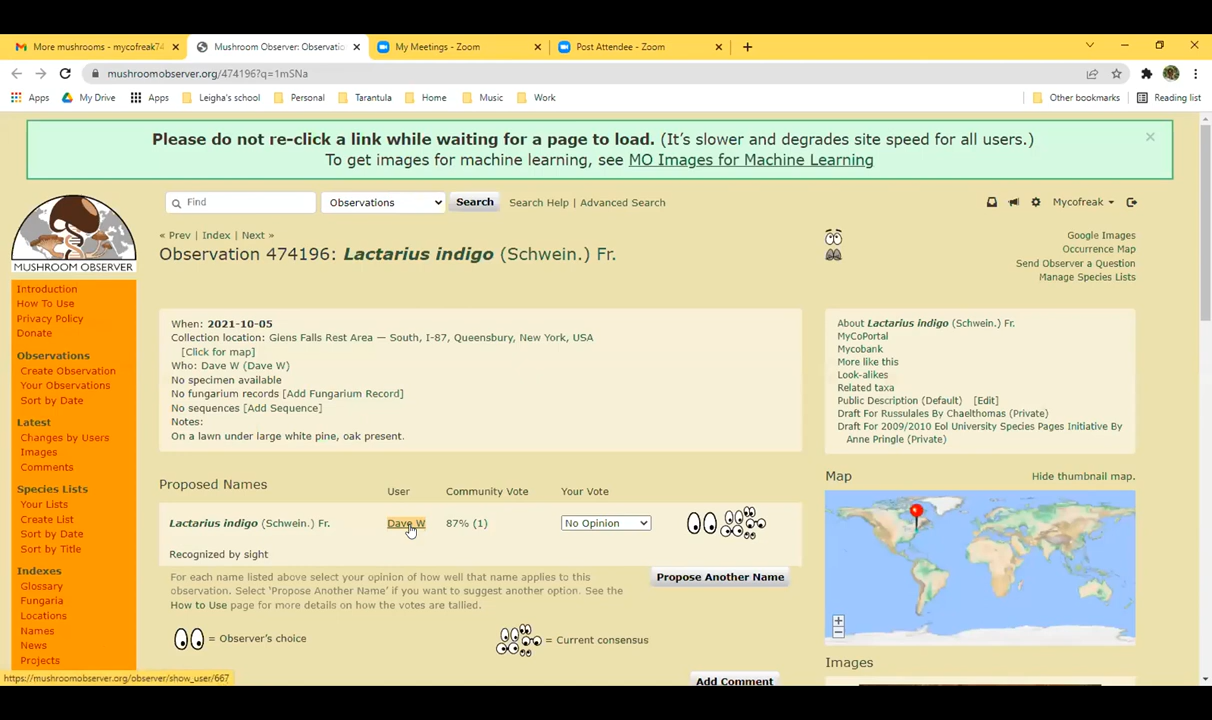 More mushrooms - mycofreak74
Mushroom Observer: Observatio
My Meetings - Zoom
Post Attendee - Zoom
mushroomobserver.org/474196?q=1mSNa
Apps My Drive Apps Leigha's school Personal Tarantula Home Music Work Other bookmarks Reading list
Please do not re-click a link while waiting for a page to load. (It's slower and degrades site speed for all users.)
To get images for machine learning, see MO Images for Machine Learning
MUSHROOM OBSERVER
Find Observations Search Search Help | Advanced Search Mycofreak
« Prev | Index | Next »
Observation 474196: Lactarius indigo (Schwein.) Fr.
Google Images
Occurrence Map
Send Observer a Question
Manage Species Lists
Introduction
How To Use
Privacy Policy
Donate
Observations
Create Observation
Your Observations
Sort by Date
Latest
Changes by Users
Images
Comments
Species Lists
Your Lists
Create List
Sort by Date
Sort by Title
Indexes
Glossary
Fungaria
Locations
Names
News
Projects
When: 2021-10-05
Collection location: Glens Falls Rest Area — South, I-87, Queensbury, New York, USA
[Click for map]
Who: Dave W (Dave W)
No specimen available
No fungarium records [Add Fungarium Record]
No sequences [Add Sequence]
Notes:
On a lawn under large white pine, oak present.
About Lactarius indigo (Schwein.) Fr.
MyCoPortal
Mycobank
More like this
Look-alikes
Related taxa
Public Description (Default) [Edit]
Draft For Russulales By Chaelthomas (Private)
Draft For 2009/2010 Eol University Species Pages Initiative By
Anne Pringle (Private)
Proposed Names User Community Vote Your Vote
Lactarius indigo (Schwein.) Fr. Dave W 87% (1) No Opinion
Recognized by sight
For each name listed above select your opinion of how well that name applies to this
observation. Select 'Propose Another Name' if you want to suggest another option. See the
How to Use page for more details on how the votes are tallied.
Propose Another Name
= Observer's choice = Current consensus
Add Comment
Map Hide thumbnail map.
+
−
Images
https://mushroomobserver.org/observer/show_user/667